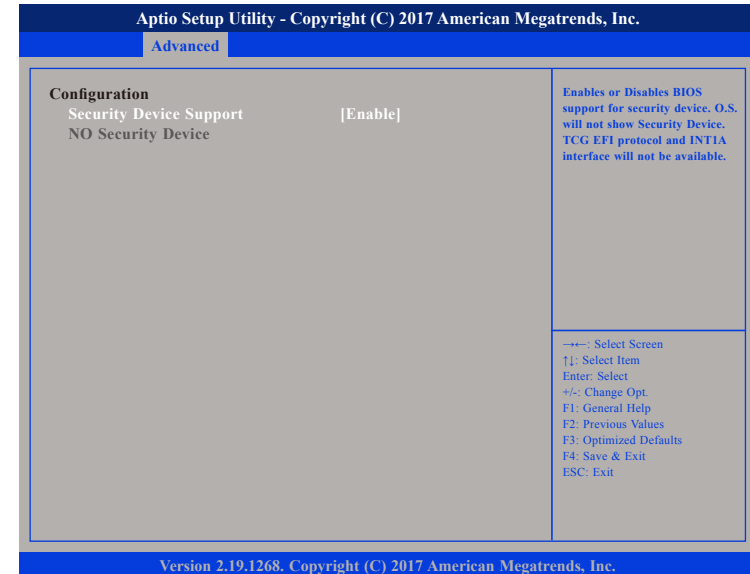 Aptio Setup Utility - Copyright (C) 2017 American Megatrends, Inc.
Advanced
Configuration
Security Device Support [Enable]
NO Security Device
Enables or Disables BIOS
support for security device. O.S.
will not show Security Device.
TCG EFI protocol and INT1A
interface will not be available.
→←: Select Screen
↑↓: Select Item
Enter: Select
+/-: Change Opt.
F1: General Help
F2: Previous Values
F3: Optimized Defaults
F4: Save & Exit
ESC: Exit
Version 2.19.1268. Copyright (C) 2017 American Megatrends, Inc.